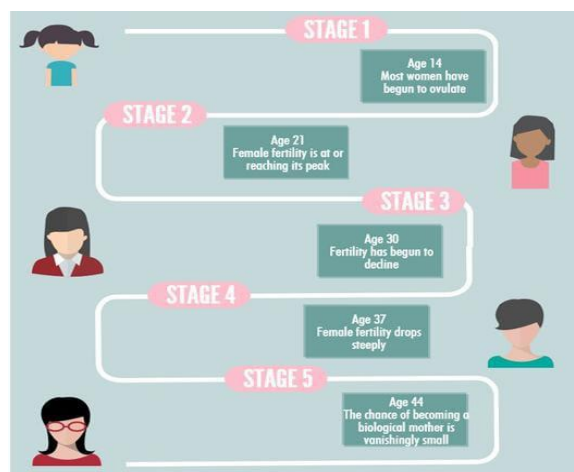 STAGE 1
Age 14
Most women have
begun to ovulate
STAGE 2
Age 21
Female fertility is at or
reaching its peak
STAGE 3
Age 30
Fertility has begun to
decline
STAGE 4
Age 37
Female fertility drops
steeply
STAGE 5
Age 44
The chance of becoming a
biological mother is
vanishingly small